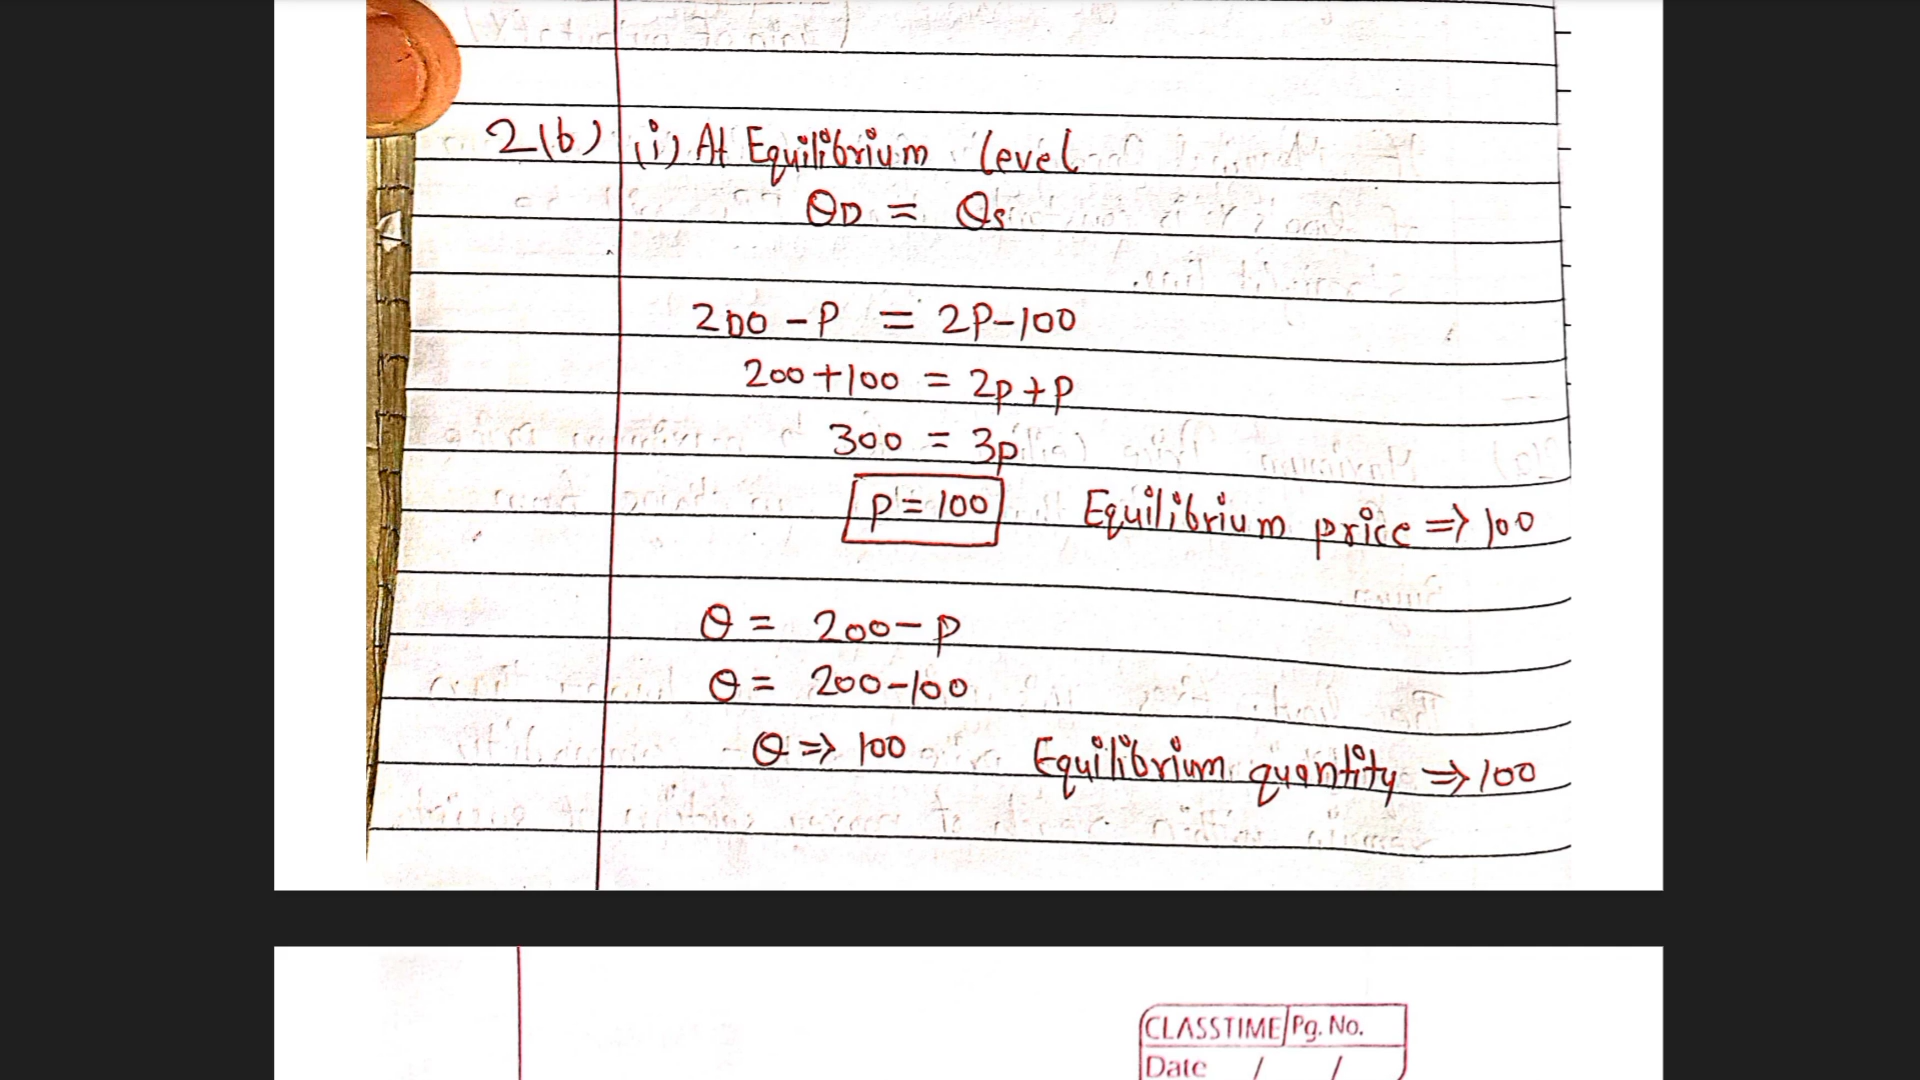 2(b) (i) At Equilibrium level
QD = QS
200 - P = 2P-100
200+100 = 2p+p
300 = 3p
p = 100 Equilibrium price => 100
Q = 200-p
Q = 200-100
Q => 100 Equilibrium quantity => 100
CLASSTIME Pg. No.
Date / /